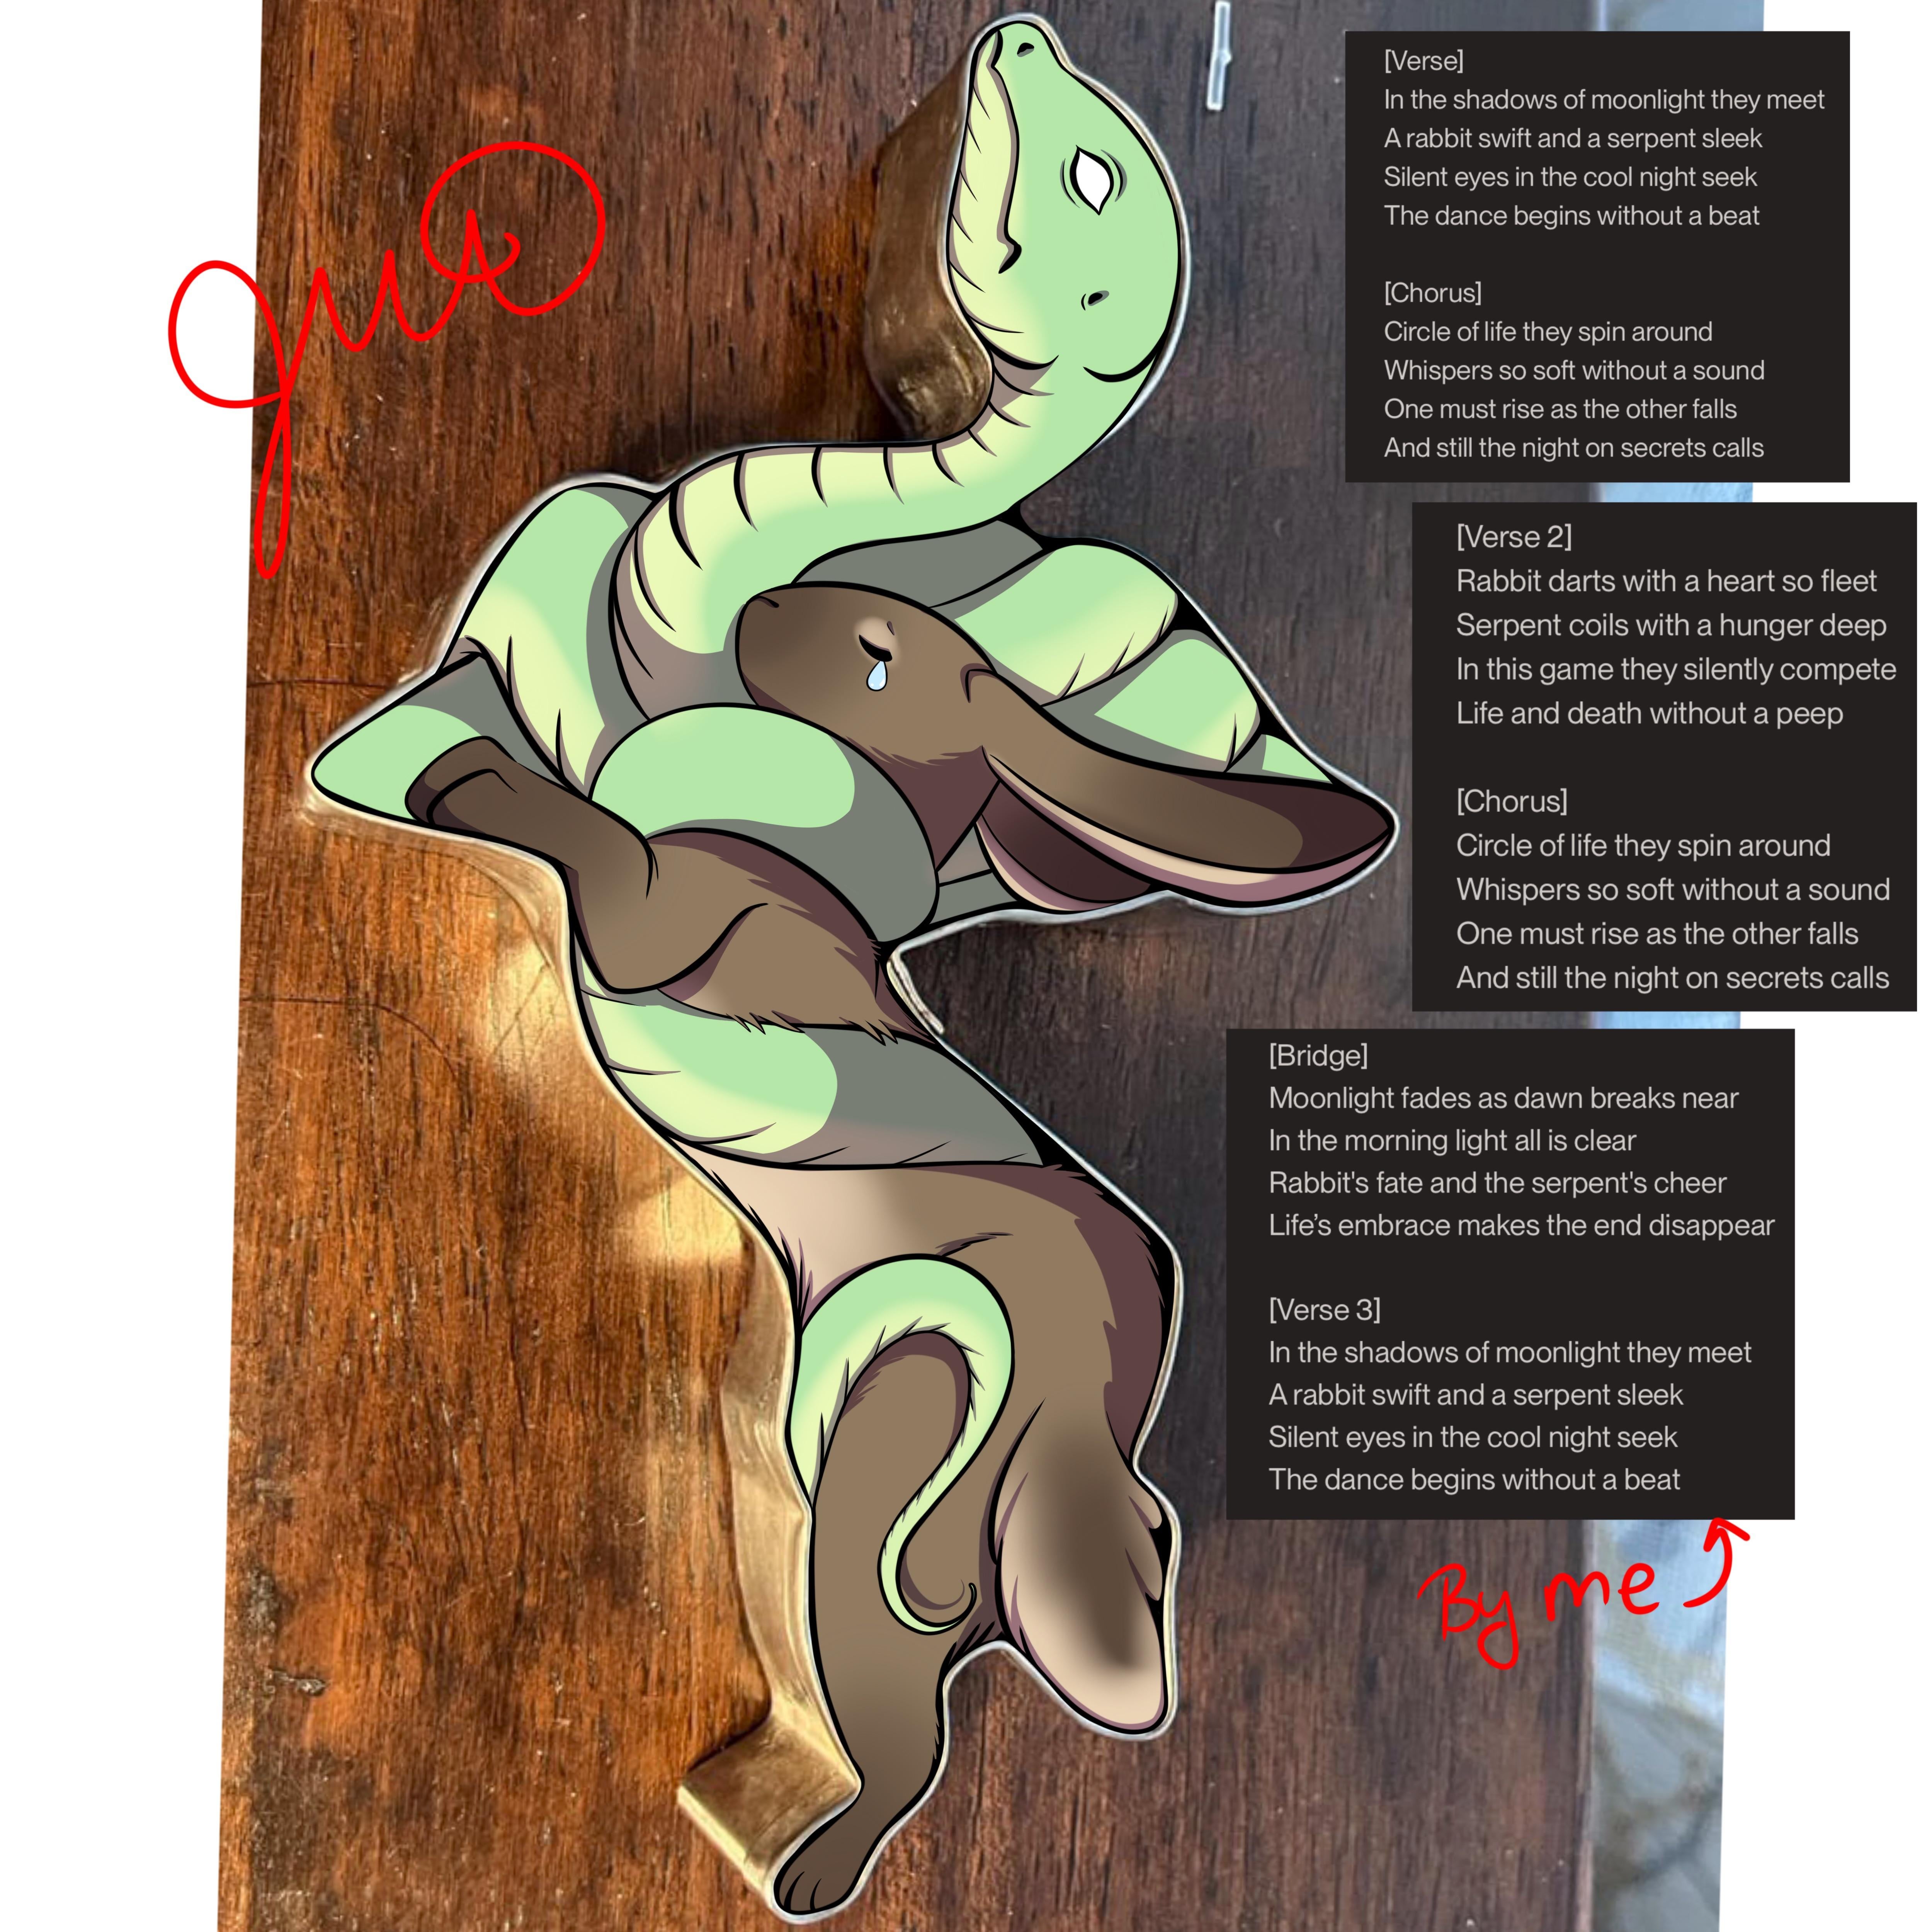 [Verse]
In the shadows of moonlight they meet
A rabbit swift and a serpent sleek
Silent eyes in the cool night seek
The dance begins without a beat
[Chorus]
Circle of life they spin around
Whispers so soft without a sound
One must rise as the other falls
And still the night on secrets calls
[Verse 2]
Rabbit darts with a heart so fleet
Serpent coils with a hunger deep
In this game they silently compete
Life and death without a peep
[Chorus]
Circle of life they spin around
Whispers so soft without a sound
One must rise as the other falls
And still the night on secrets calls
[Bridge]
Moonlight fades as dawn breaks near
In the morning light all is clear
Rabbit's fate and the serpent's cheer
Life’s embrace makes the end disappear
[Verse 3]
In the shadows of moonlight they meet
A rabbit swift and a serpent sleek
Silent eyes in the cool night seek
The dance begins without a beat
By me